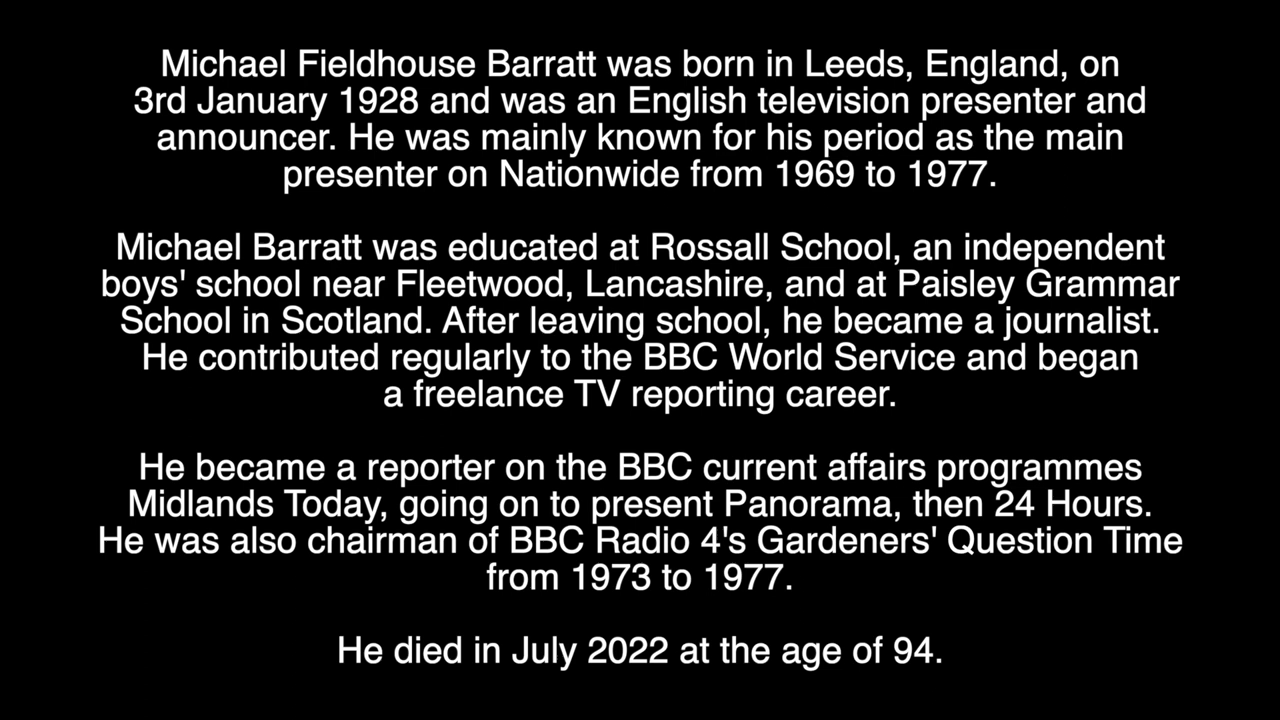 Michael Fieldhouse Barratt was born in Leeds, England, on
3rd January 1928 and was an English television presenter and
announcer. He was mainly known for his period as the main
presenter on Nationwide from 1969 to 1977.
Michael Barratt was educated at Rossall School, an independent
boys' school near Fleetwood, Lancashire, and at Paisley Grammar
School in Scotland. After leaving school, he became a journalist.
He contributed regularly to the BBC World Service and began
a freelance TV reporting career.
He became a reporter on the BBC current affairs programmes
Midlands Today, going on to present Panorama, then 24 Hours.
He was also chairman of BBC Radio 4's Gardeners' Question Time
from 1973 to 1977.
He died in July 2022 at the age of 94.